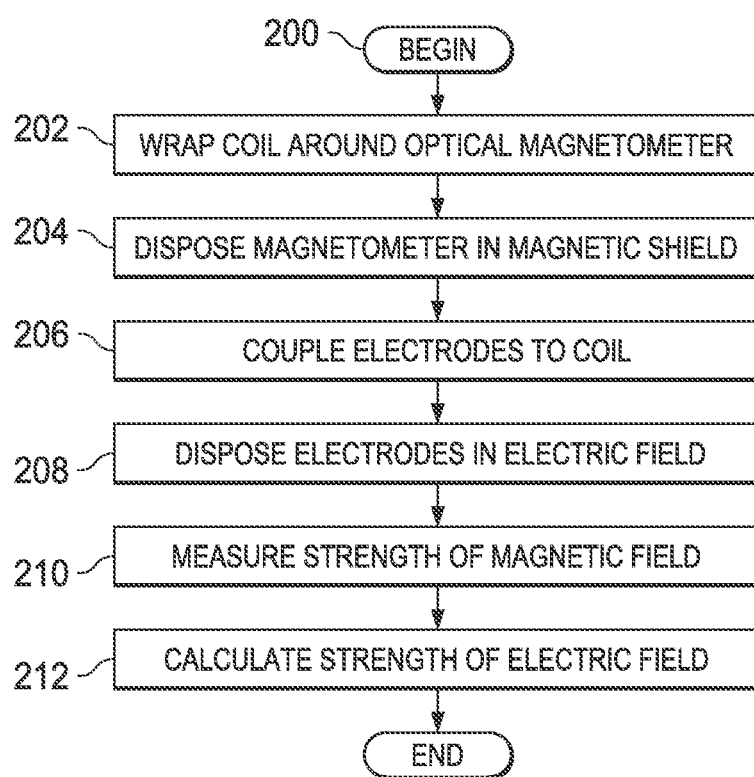 200 BEGIN
202 WRAP COIL AROUND OPTICAL MAGNETOMETER
204 DISPOSE MAGNETOMETER IN MAGNETIC SHIELD
206 COUPLE ELECTRODES TO COIL
208 DISPOSE ELECTRODES IN ELECTRIC FIELD
210 MEASURE STRENGTH OF MAGNETIC FIELD
212 CALCULATE STRENGTH OF ELECTRIC FIELD
END